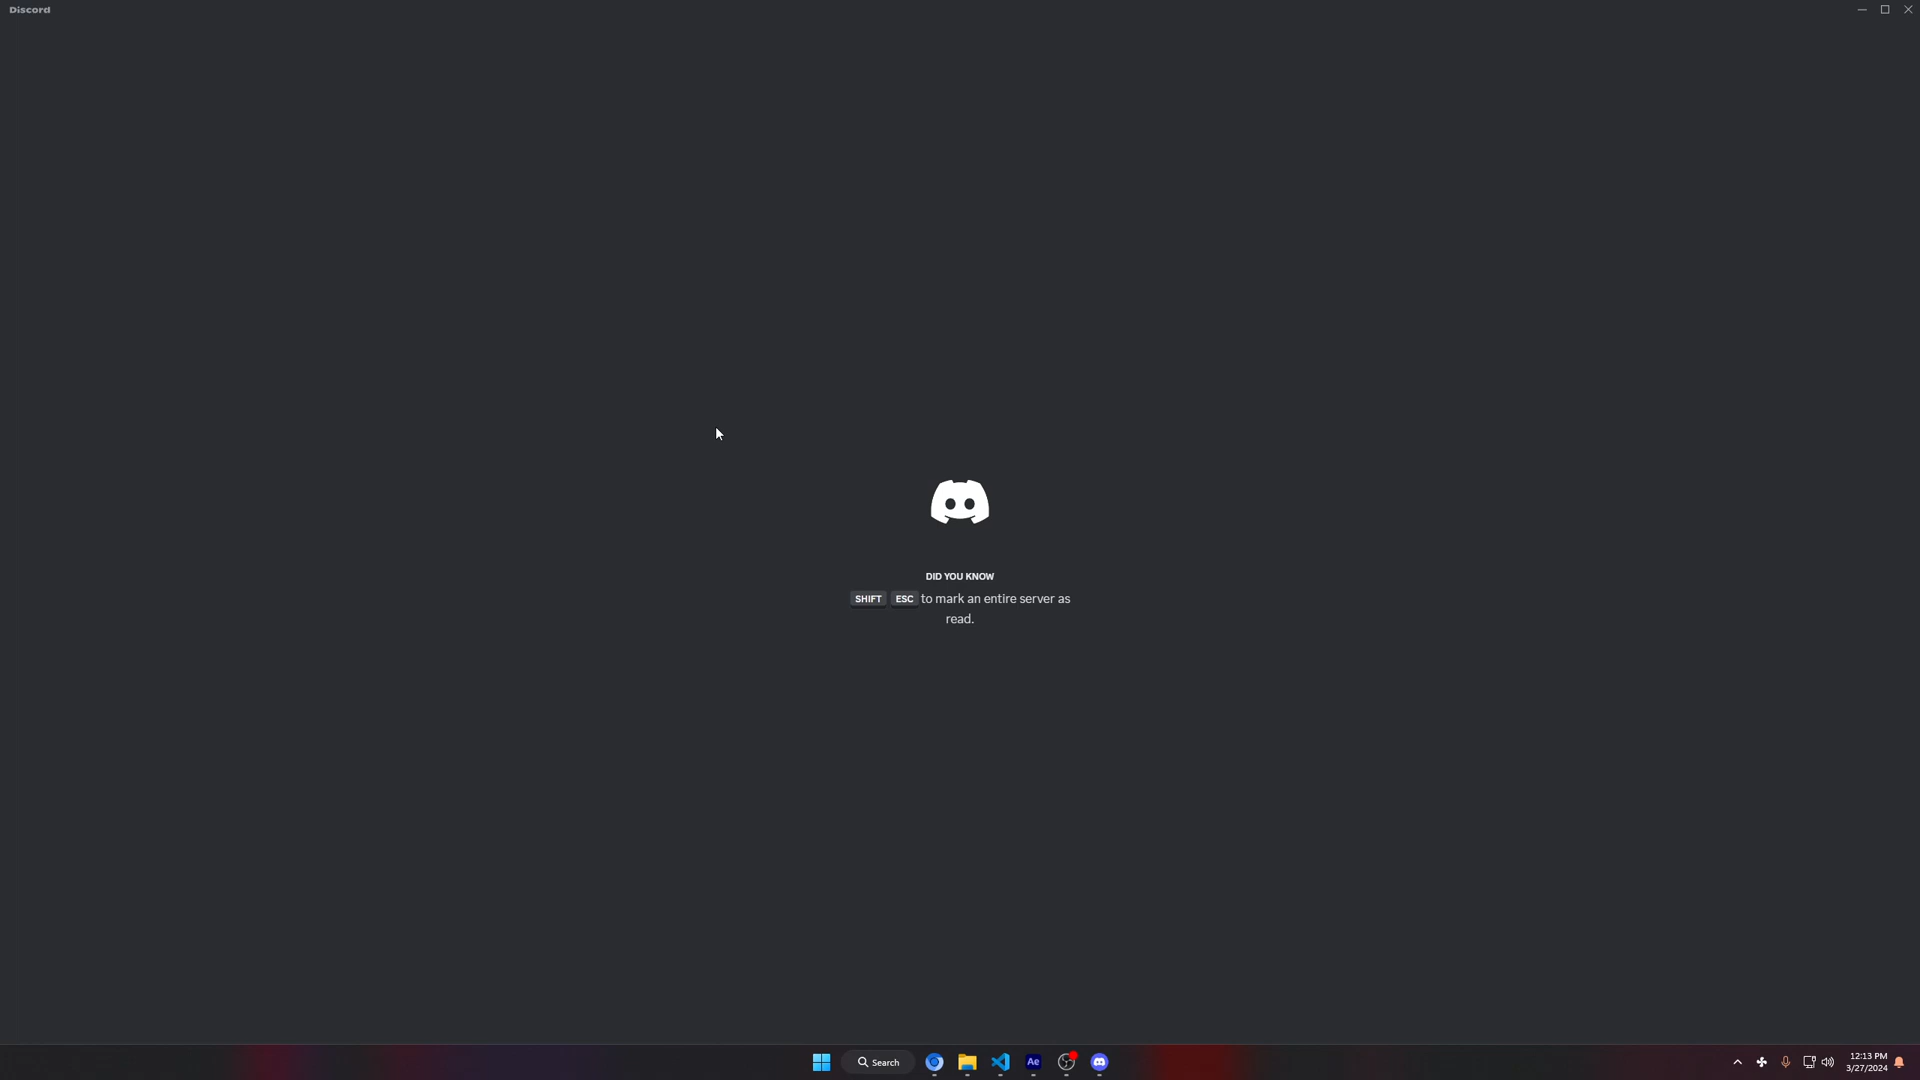 Discord
DID YOU KNOW
SHIFT ESC to mark an entire server as
read.
Search
Ae
12:13 PM
3/27/2024